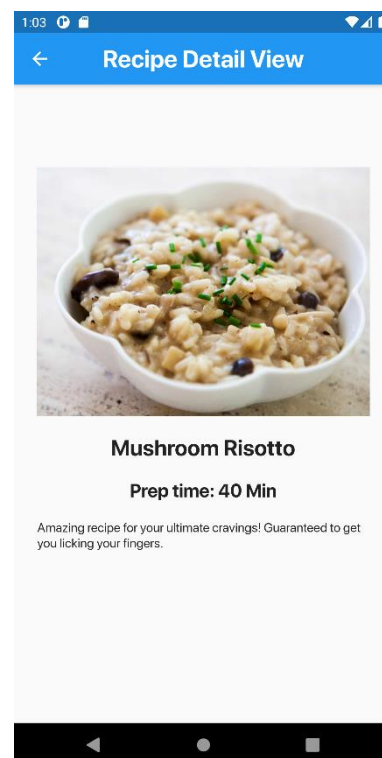 1:03
Recipe Detail View
Mushroom Risotto
Prep time: 40 Min
Amazing recipe for your ultimate cravings! Guaranteed to get
you licking your fingers.